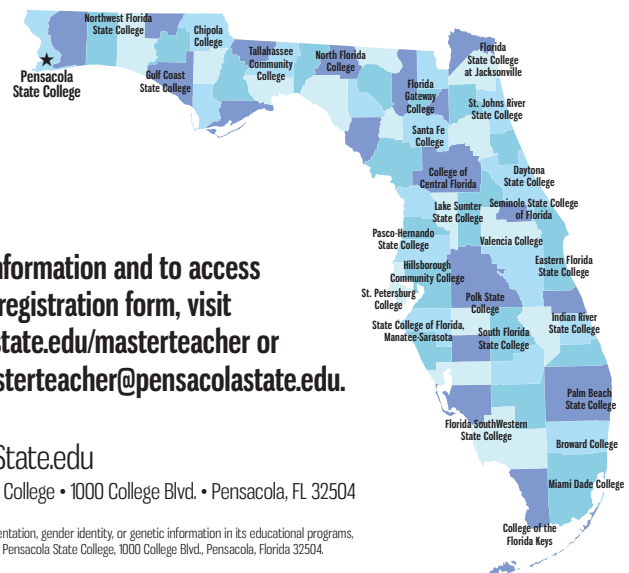 Northwest Florida
State College
Chipola
College
Pensacola
State College
Gulf Coast
State College
Tallahassee
Community
College
North Florida
College
Florida
State College
at Jacksonville
Florida
Gateway
College
St. Johns River
State College
Santa Fe
College
College of
Central Florida
Daytona
State College
Lake Sumter
State College
Seminole State College
of Florida
Pasco-Hernando
State College
Valencia College
Hillsborough
Community College
Eastern Florida
State College
St. Petersburg
College
Polk State
College
State College of Florida,
Manatee-Sarasota
South Florida
State College
Indian River
State College
Palm Beach
State College
Florida SouthWestern
State College
Broward College
Miami Dade College
College of the
Florida Keys
nformation and to access
registration form, visit
state.edu/masterteacher or
sterteacher@pensacolastate.edu.
State.edu
College • 1000 College Blvd. • Pensacola, FL 32504
entation, gender identity, or genetic information in its educational programs,
Pensacola State College, 1000 College Blvd., Pensacola, Florida 32504.